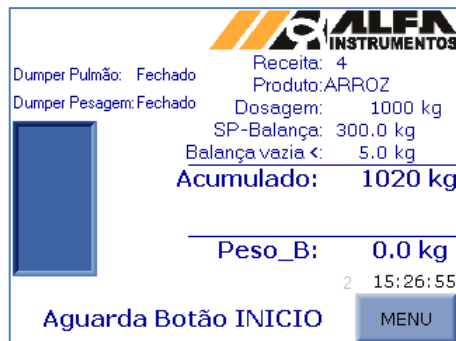 ALFA
INSTRUMENTOS
Receita: 4
Dumper Pulmão: Fechado
Produto:ARROZ
Dumper Pesagem:Fechado
Dosagem: 1000 kg
SP-Balança: 300.0 kg
Balança vazia <: 5.0 kg
Acumulado: 1020 kg
Peso_B: 0.0 kg
2 15:26:55
Aguarda Botão INICIO
MENU